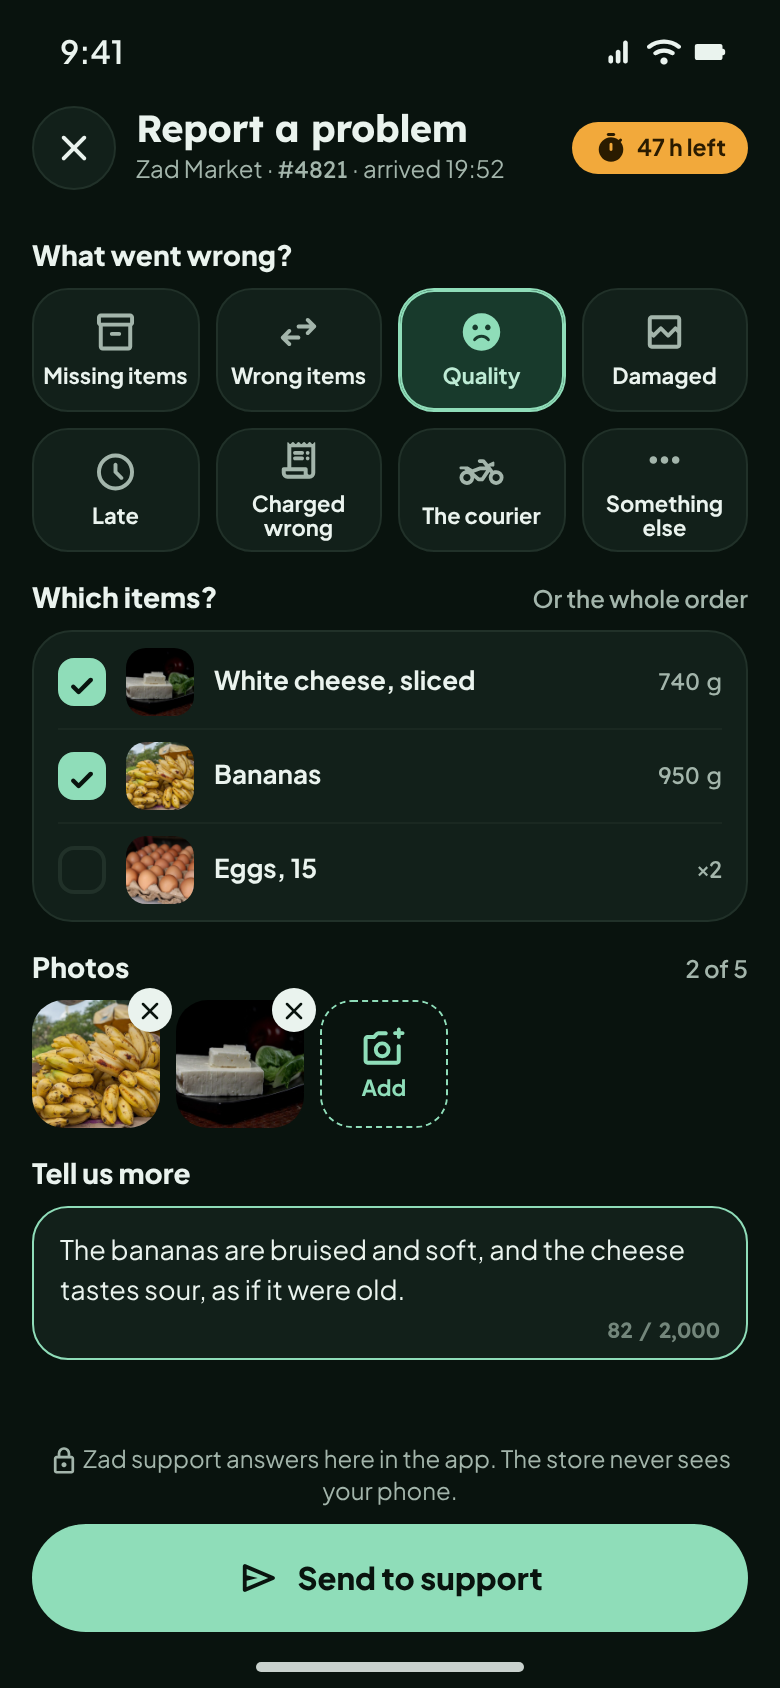 9:41
Report a problem
Zad Market · #4821 · arrived 19:52
47 h left
What went wrong?
Missing items
Wrong items
Quality
Damaged
Late
Charged
wrong
The courier
Something
else
Which items?
Or the whole order
White cheese, sliced
740 g
Bananas
950 g
Eggs, 15
×2
Photos
2 of 5
Add
Tell us more
The bananas are bruised and soft, and the cheese
tastes sour, as if it were old.
82 / 2,000
Zad support answers here in the app. The store never sees
your phone.
Send to support